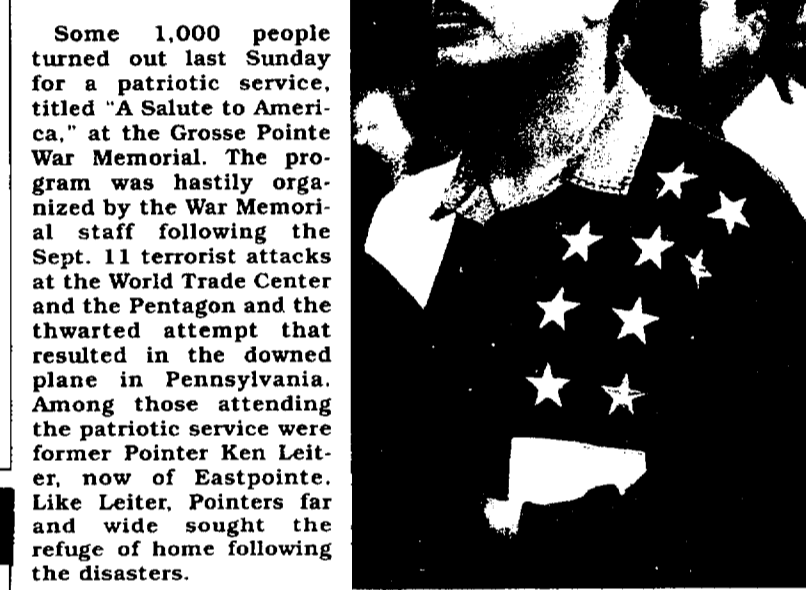 Some 1,000 people
turned out last Sunday
for a patriotic service,
titled "A Salute to Ameri-
ca," at the Grosse Pointe
War Memorial. The pro-
gram was hastily orga-
nized by the War Memori-
al staff following the
Sept. 11 terrorist attacks
at the World Trade Center
and the Pentagon and the
thwarted attempt that
resulted in the downed
plane in Pennsylvania.
Among those attending
the patriotic service were
former Pointer Ken Leit-
er, now of Eastpointe.
Like Leiter, Pointers far
and wide sought the
refuge of home following
the disasters.